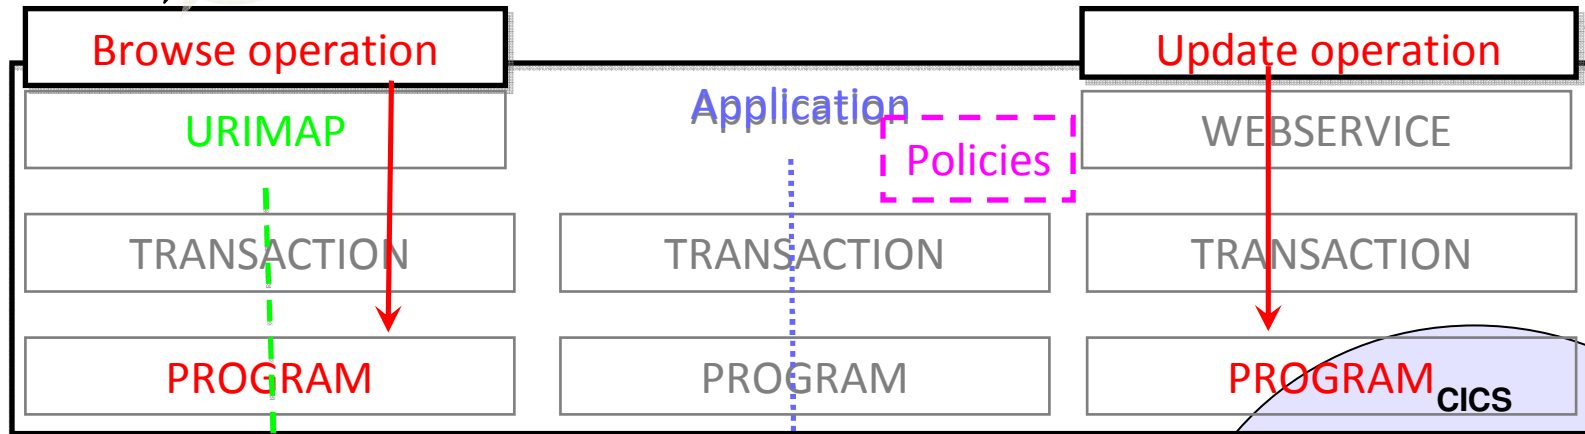 Browse operation
Update operation
URIMAP
Application
WEBSERVICE
Policies
TRANSACTION
TRANSACTION
TRANSACTION
PROGRAM
PROGRAM
PROGRAM
CICS